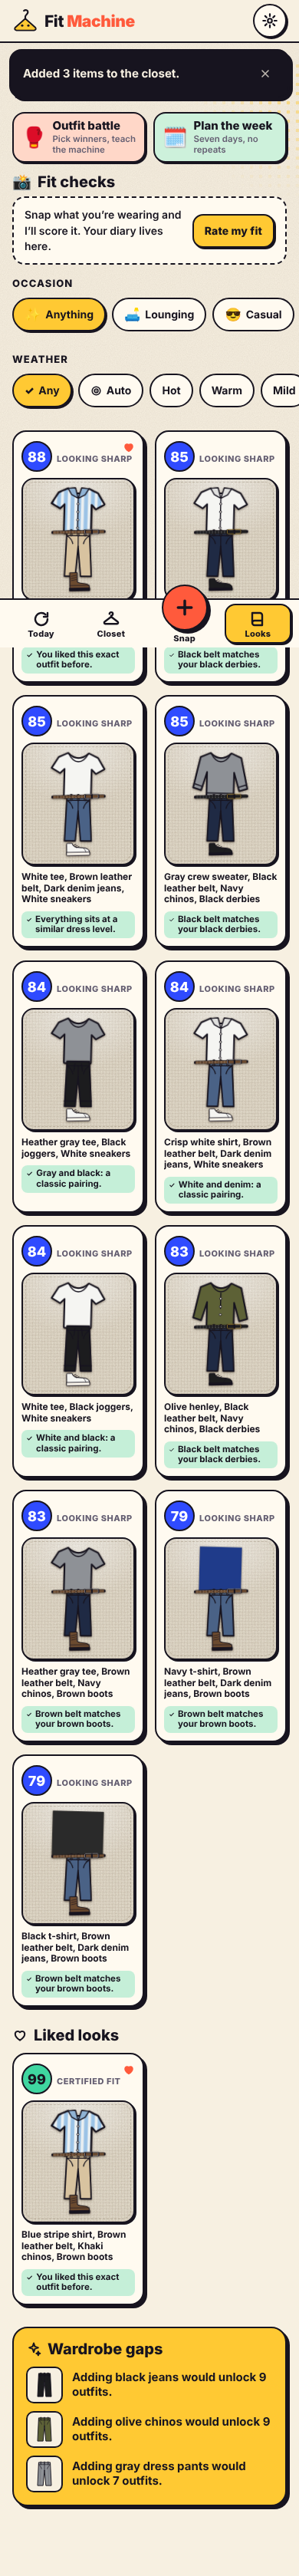 Fit Machine
Added 3 items to the closet.
×
Outfit battle
Pick winners, teach
the machine
Plan the week
Seven days, no
repeats
Fit checks
Snap what you're wearing and
I'll score it. Your diary lives
here.
Rate my fit
OCCASION
Anything
Lounging
Casual
WEATHER
Any
Auto
Hot
Warm
Mild
88 LOOKING SHARP
85 LOOKING SHARP
Today
Closet
Snap
Looks
You liked this exact
outfit before.
Black belt matches
your black derbies.
85 LOOKING SHARP
White tee, Brown leather
belt, Dark denim jeans,
White sneakers
Everything sits at a
similar dress level.
85 LOOKING SHARP
Gray crew sweater, Black
leather belt, Navy
chinos, Black derbies
Black belt matches
your black derbies.
84 LOOKING SHARP
Heather gray tee, Black
joggers, White sneakers
Gray and black: a
classic pairing.
84 LOOKING SHARP
Crisp white shirt, Brown
leather belt, Dark denim
jeans, White sneakers
White and denim: a
classic pairing.
84 LOOKING SHARP
White tee, Black joggers,
White sneakers
White and black: a
classic pairing.
83 LOOKING SHARP
Olive henley, Black
leather belt, Navy
chinos, Black derbies
Black belt matches
your black derbies.
83 LOOKING SHARP
Heather gray tee, Brown
leather belt, Navy
chinos, Brown boots
Brown belt matches
your brown boots.
79 LOOKING SHARP
Navy t-shirt, Brown
leather belt, Dark denim
jeans, Brown boots
Brown belt matches
your brown boots.
79 LOOKING SHARP
Black t-shirt, Brown
leather belt, Dark denim
jeans, Brown boots
Brown belt matches
your brown boots.
Liked looks
99 CERTIFIED FIT
Blue stripe shirt, Brown
leather belt, Khaki
chinos, Brown boots
You liked this exact
outfit before.
Wardrobe gaps
Adding black jeans would unlock 9
outfits.
Adding olive chinos would unlock 9
outfits.
Adding gray dress pants would
unlock 7 outfits.